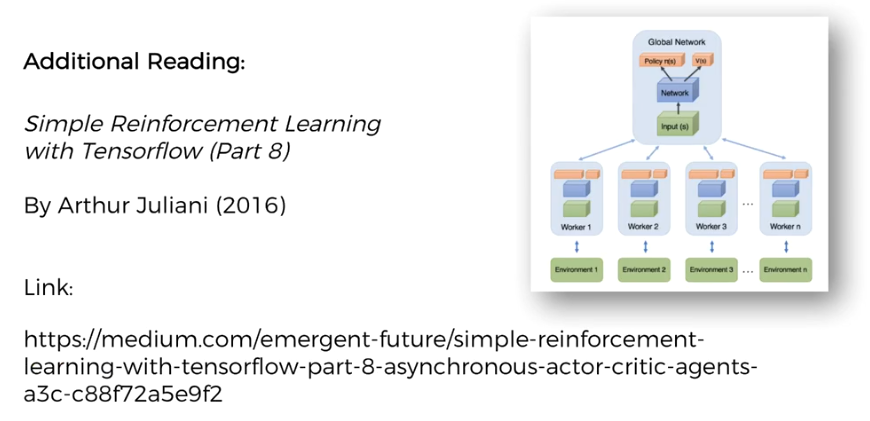 Additional Reading:
Simple Reinforcement Learning
with Tensorflow (Part 8)
By Arthur Juliani (2016)
Link:
https://medium.com/emergent-future/simple-reinforcement-
learning-with-tensorflow-part-8-asynchronous-actor-critic-agents-
a3c-c88f72a5e9f2
Global Network
Policy π(s) V(s)
Network
Input (s)
Worker 1 Worker 2 Worker 3 ... Worker n
Environment 1 Environment 2 Environment 3 ... Environment n